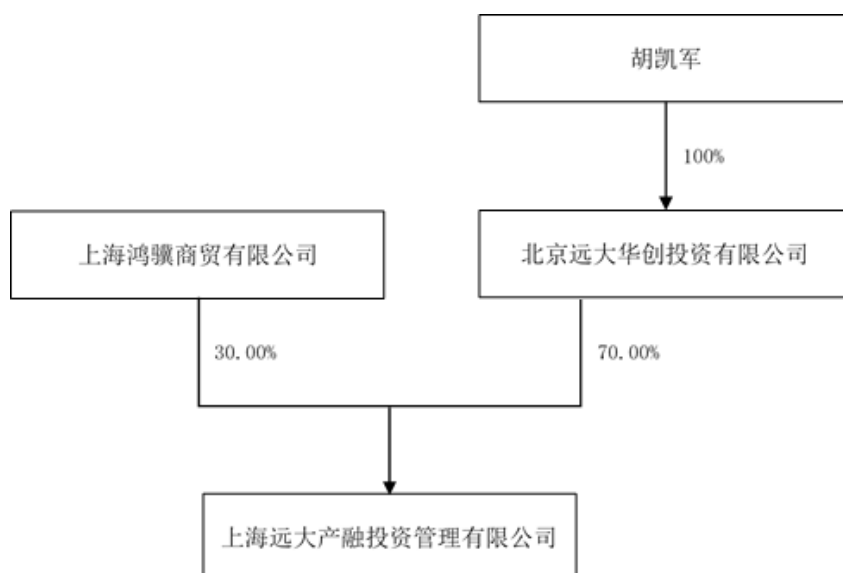 胡凯军
100%
上海鸿骥商贸有限公司
北京远大华创投资有限公司
30.00%
70.00%
上海远大产融投资管理有限公司